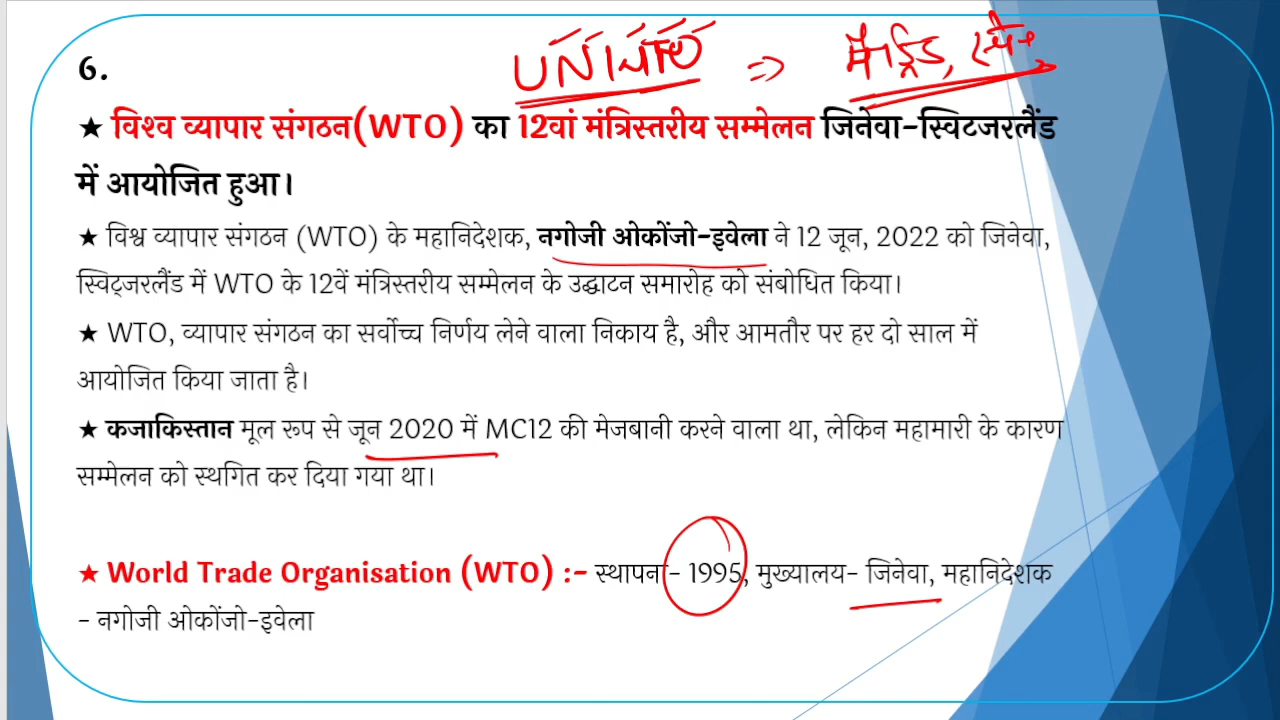 UNWTO => मैड्रिड, स्पेन
6.
★ विश्व व्यापार संगठन(WTO) का 12वां मंत्रिस्तरीय सम्मेलन जिनेवा-स्विटजरलैंड
में आयोजित हुआ।
★ विश्व व्यापार संगठन (WTO) के महानिदेशक, नगोजी ओकोंजो-इवेला ने 12 जून, 2022 को जिनेवा,
स्विट्जरलैंड में WTO के 12वें मंत्रिस्तरीय सम्मेलन के उद्घाटन समारोह को संबोधित किया।
★ WTO, व्यापार संगठन का सर्वोच्च निर्णय लेने वाला निकाय है, और आमतौर पर हर दो साल में
आयोजित किया जाता है।
★ कजाकिस्तान मूल रूप से जून 2020 में MC12 की मेजबानी करने वाला था, लेकिन महामारी के कारण
सम्मेलन को स्थगित कर दिया गया था।
★ World Trade Organisation (WTO) :- स्थापना- 1995, मुख्यालय- जिनेवा, महानिदेशक
- नगोजी ओकोंजो-इवेला